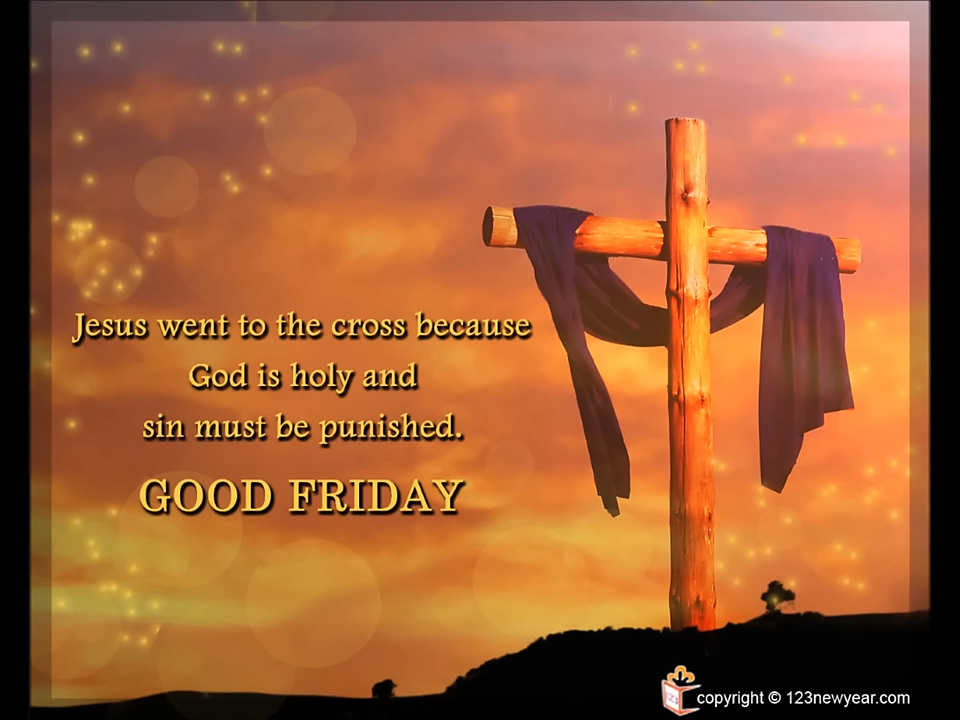 Jesus went to the cross because
God is holy and
sin must be punished.
GOOD FRIDAY
123
copyright © 123newyear.com